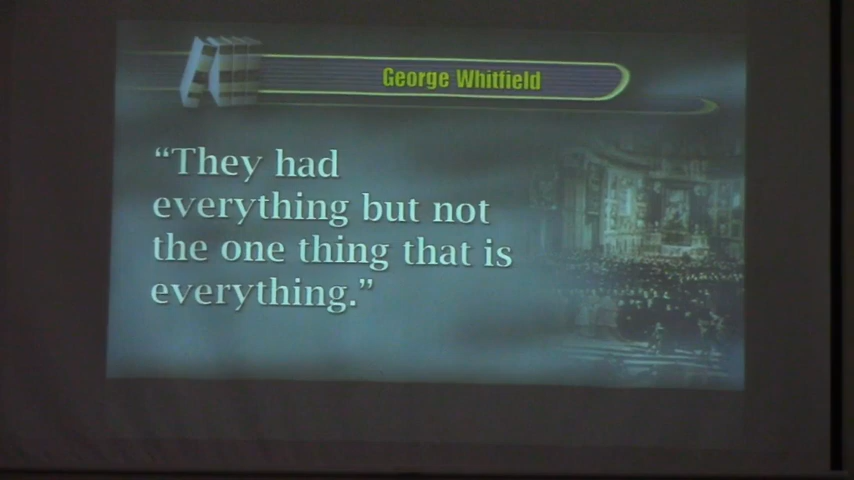 George Whitfield
“They had
everything but not
the one thing that is
everything.”